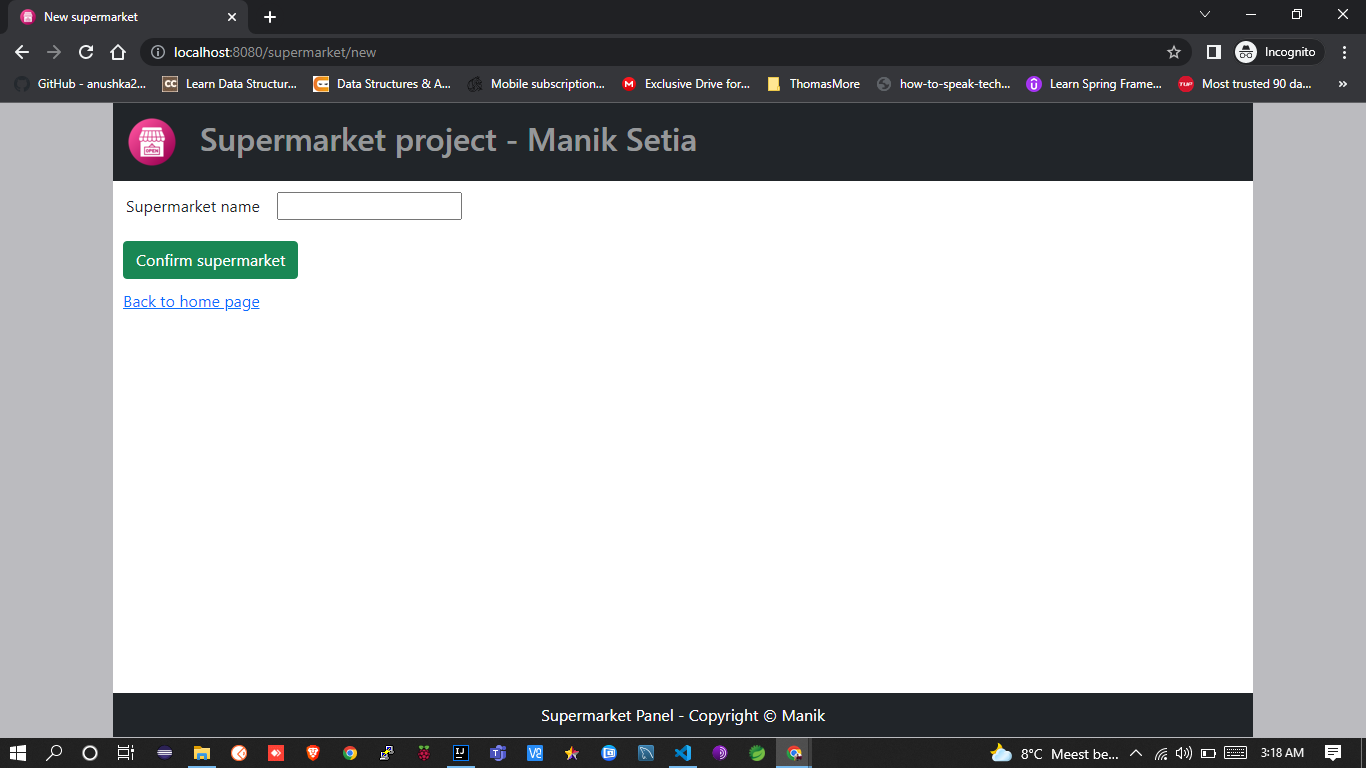 New supermarket
localhost:8080/supermarket/new
Incognito
GitHub - anushka2... Learn Data Structur... Data Structures & A... Mobile subscription... Exclusive Drive for... ThomasMore how-to-speak-tech... Learn Spring Frame... Most trusted 90 da... »
OPEN
Supermarket project - Manik Setia
Supermarket name
Confirm supermarket
Back to home page
Supermarket Panel - Copyright © Manik
8°C Meest be... 3:18 AM